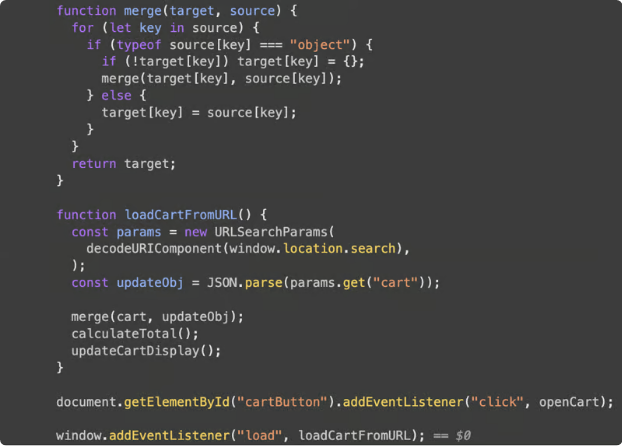 function merge(target, source) {
for (let key in source) {
if (typeof source[key] === "object") {
if (!target[key]) target[key] = {};
merge(target[key], source[key]);
} else {
target[key] = source[key];
}
}
return target;
}
function loadCartFromURL() {
const params = new URLSearchParams(
decodeURIComponent(window.location.search),
);
const updateObj = JSON.parse(params.get("cart"));
merge(cart, updateObj);
calculateTotal();
updateCartDisplay();
}
document.getElementById("cartButton").addEventListener("click", openCart);
window.addEventListener("load", loadCartFromURL); == $0